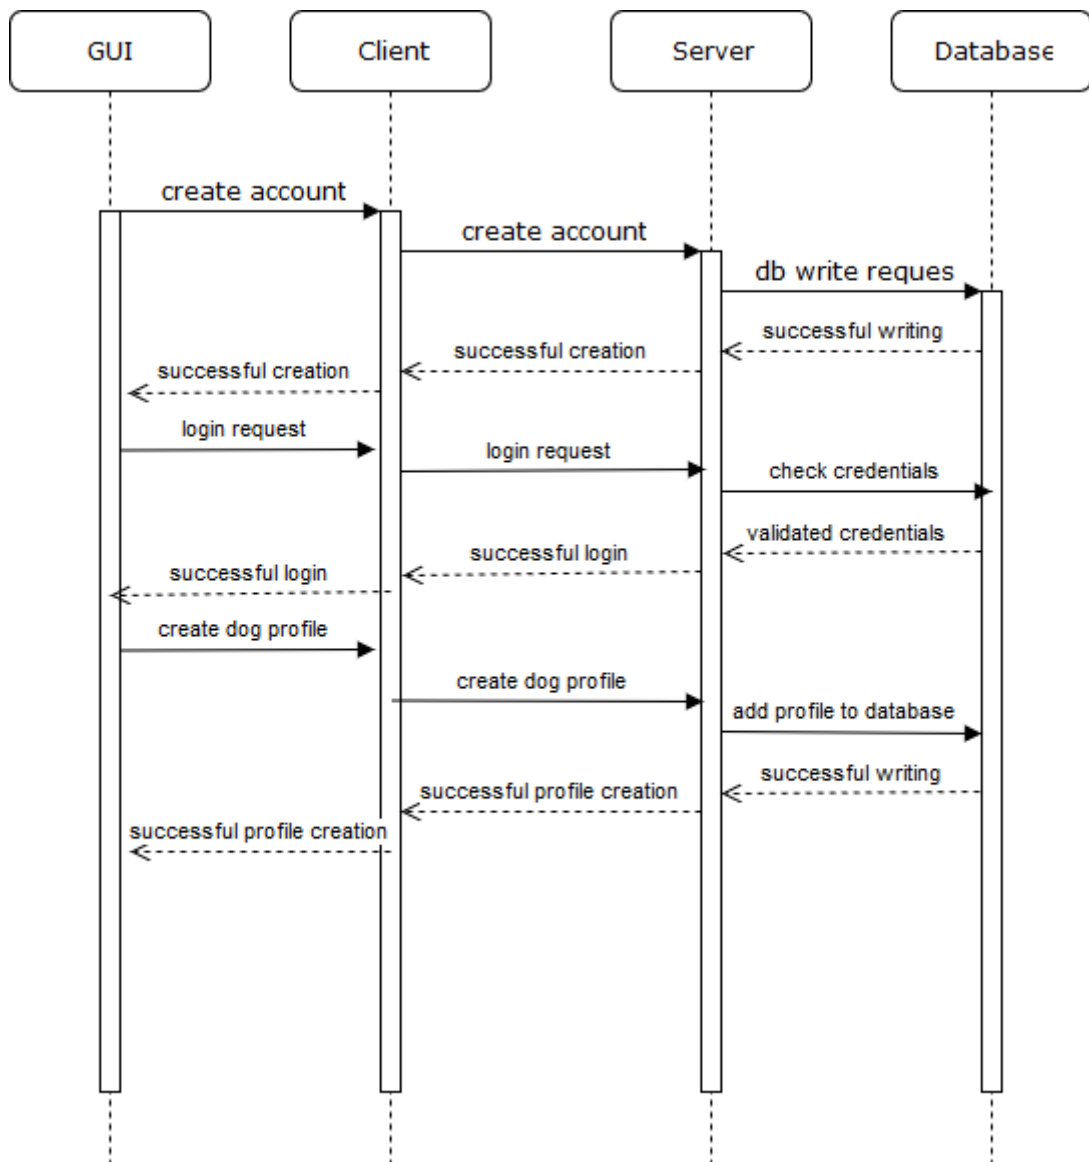 GUI
Client
Server
Database
create account
create account
db write reques
successful writing
successful creation
successful creation
login request
login request
check credentials
validated credentials
successful login
successful login
create dog profile
create dog profile
add profile to database
successful writing
successful profile creation
successful profile creation